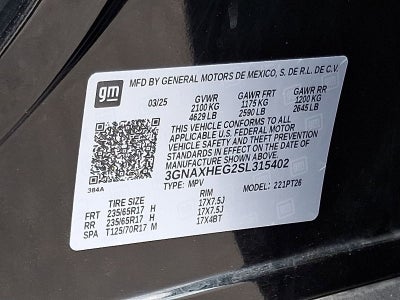 gm
MFD BY GENERAL MOTORS DE MEXICO, S. DE R.L. DE C.V.
03/25 GVWR GAWR FRT GAWR RR
2100 KG 1175 KG 1200 KG
4629 LB 2590 LB 2645 LB
THIS VEHICLE CONFORMS TO ALL
APPLICABLE U.S. FEDERAL MOTOR
VEHICLE SAFETY AND BUMPER
STANDARDS IN EFFECT ON THE DATE OF
MANUFACTURE SHOWN ABOVE.
3GNAXHEG2SL315402
384A
TYPE: MPV MODEL: 221PT26
TIRE SIZE RIM
FRT 235/65R17 H 17X7.5J
RR 235/65R17 H 17X7.5J
SPA T125/70R17 M 17X4BT